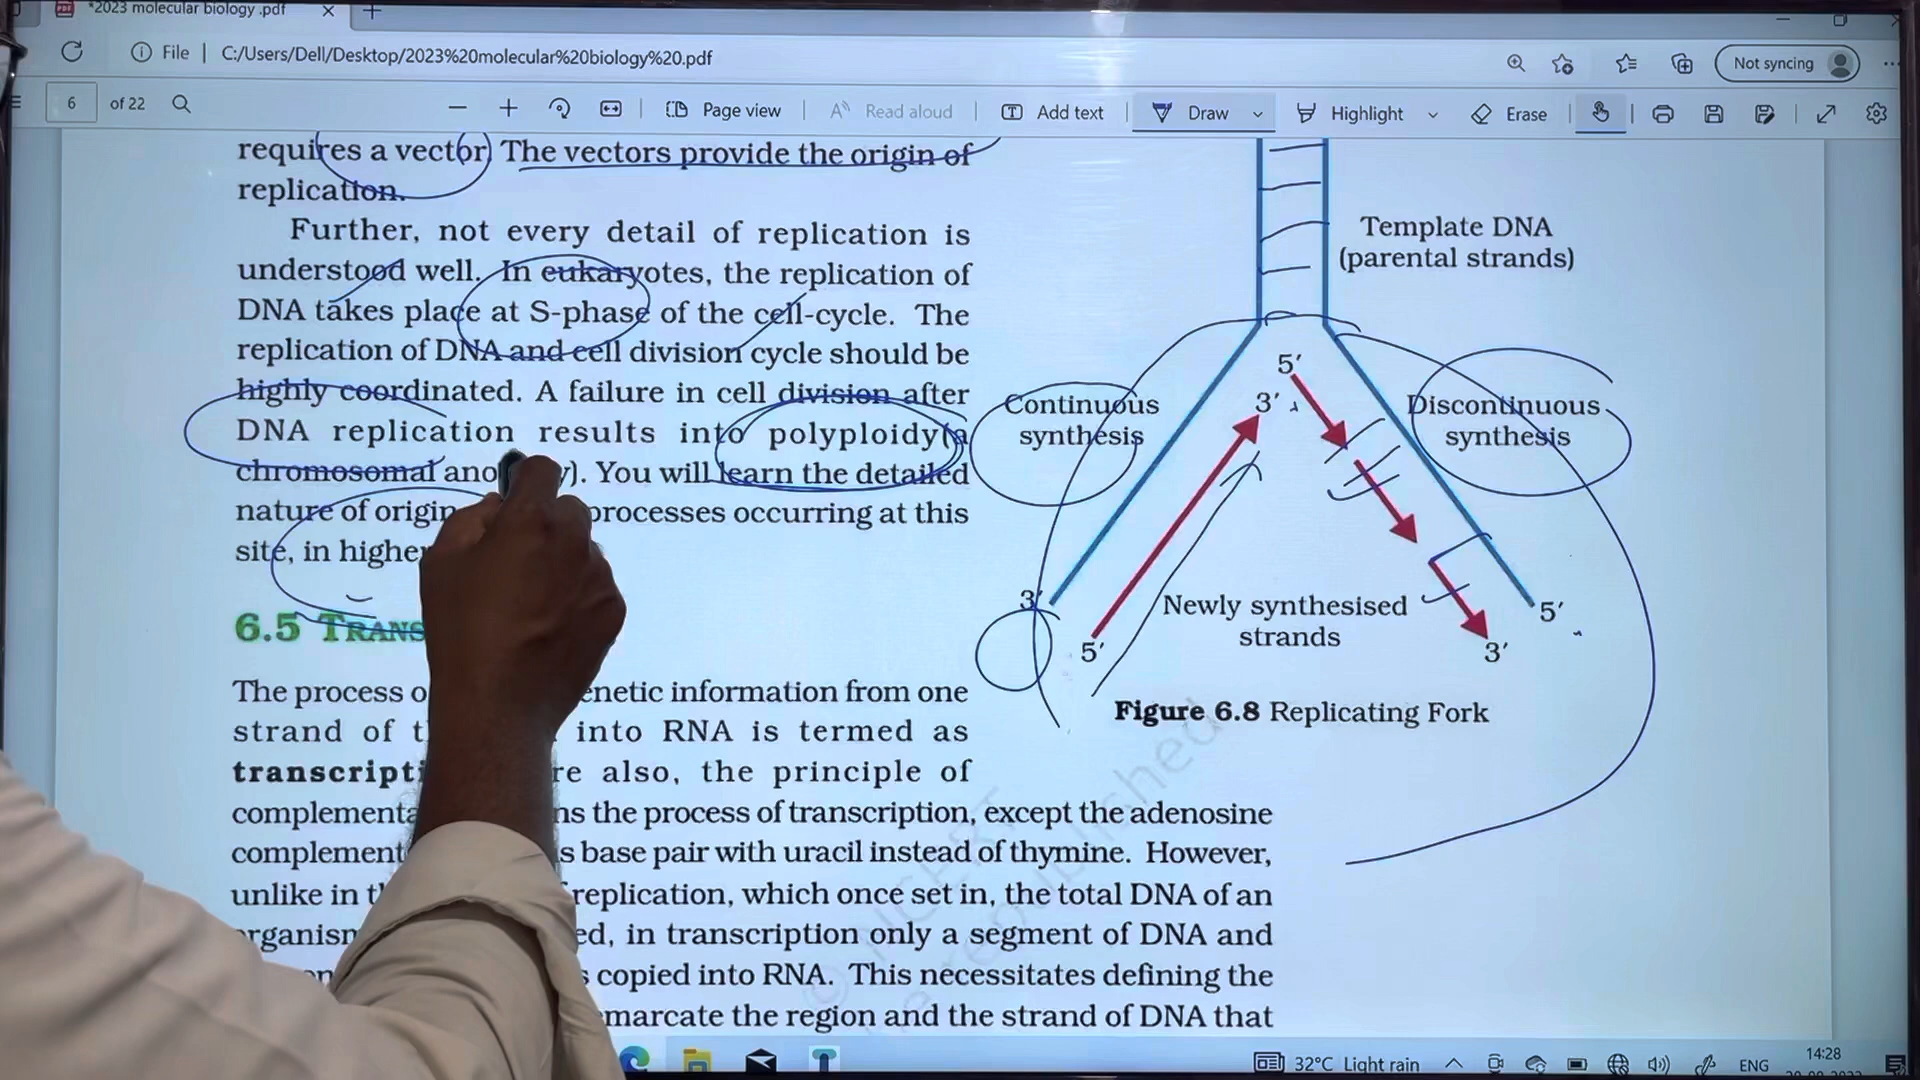 *2023 molecular biology .pdf
File
C:/Users/Dell/Desktop/2023%20molecular%20biology%20.pdf
Not syncing
6 of 22
Page view
Read aloud
Add text
Draw
Highlight
Erase
requires a vector. The vectors provide the origin of
replication.
Further, not every detail of replication is
understood well. In eukaryotes, the replication of
DNA takes place at S-phase of the cell-cycle. The
replication of DNA and cell division cycle should be
highly coordinated. A failure in cell division after
DNA replication results into polyploidy(a
chromosomal ano y). You will learn the detailed
nature of origin processes occurring at this
site, in higher
6.5 TRANS
The process o enetic information from one
strand of t into RNA is termed as
transcripti re also, the principle of
complementa ns the process of transcription, except the adenosine
complement s base pair with uracil instead of thymine. However,
unlike in t replication, which once set in, the total DNA of an
organism ed, in transcription only a segment of DNA and
on s copied into RNA. This necessitates defining the
marcate the region and the strand of DNA that
Template DNA
(parental strands)
5′
3′
Continuous
synthesis
Discontinuous
synthesis
3′
5′
Newly synthesised
strands
5′
3′
Figure 6.8 Replicating Fork
32°C Light rain
ENG
14:28